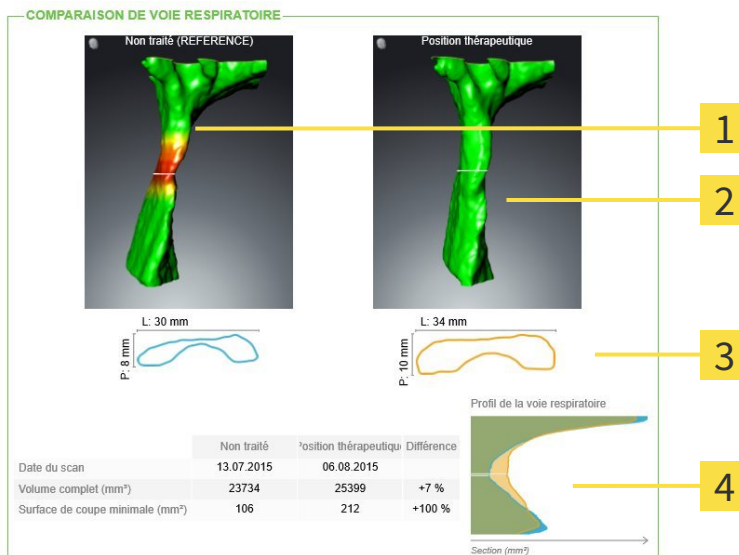 COMPARAISON DE VOIE RESPIRATOIRE
Non traité (REFERENCE)
Position thérapeutique
1
2
L: 30 mm
P: 8 mm
L: 34 mm
P: 10 mm
3
Profil de la voie respiratoire
Non traité Position thérapeutiqu Différence
Date du scan 13.07.2015 06.08.2015
Volume complet (mm³) 23734 25399 +7 %
Surface de coupe minimale (mm²) 106 212 +100 %
4
Section (mm²)